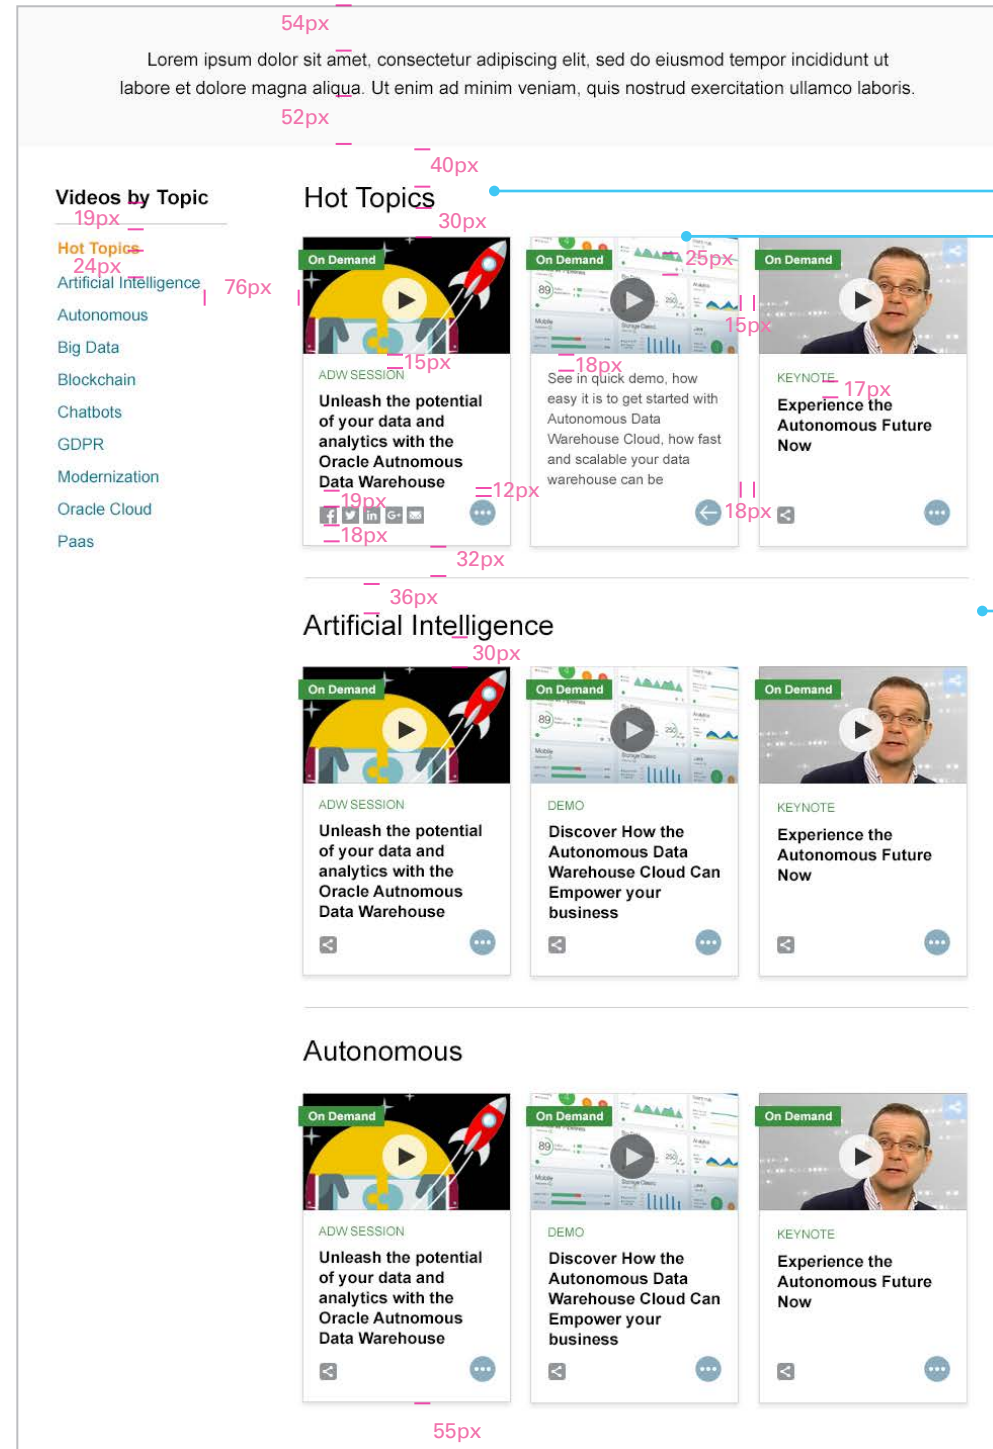 54px
Lorem ipsum dolor sit amet, consectetur adipiscing elit, sed do eiusmod tempor incididunt ut
labore et dolore magna aliqua. Ut enim ad minim veniam, quis nostrud exercitation ullamco laboris.
52px
40px
Videos by Topic
19px
Hot Topics
24px
Artificial Intelligence
76px
Autonomous
Big Data
Blockchain
Chatbots
GDPR
Modernization
Oracle Cloud
Paas
Hot Topics
30px
On Demand
15px
ADW SESSION
Unleash the potential
of your data and
analytics with the
Oracle Autnomous
Data Warehouse
19px
12px
18px
On Demand
25px
89
Mobile
15px
18px
See in quick demo, how
easy it is to get started with
Autonomous Data
Warehouse Cloud, how fast
and scalable your data
warehouse can be
18px
On Demand
KEYNOTE
17px
Experience the
Autonomous Future
Now
32px
36px
Artificial Intelligence
30px
On Demand
ADW SESSION
Unleash the potential
of your data and
analytics with the
Oracle Autnomous
Data Warehouse
On Demand
89
Mobile
DEMO
Discover How the
Autonomous Data
Warehouse Cloud Can
Empower your
business
On Demand
KEYNOTE
Experience the
Autonomous Future
Now
Autonomous
On Demand
ADW SESSION
Unleash the potential
of your data and
analytics with the
Oracle Autnomous
Data Warehouse
On Demand
89
Mobile
DEMO
Discover How the
Autonomous Data
Warehouse Cloud Can
Empower your
business
On Demand
KEYNOTE
Experience the
Autonomous Future
Now
55px